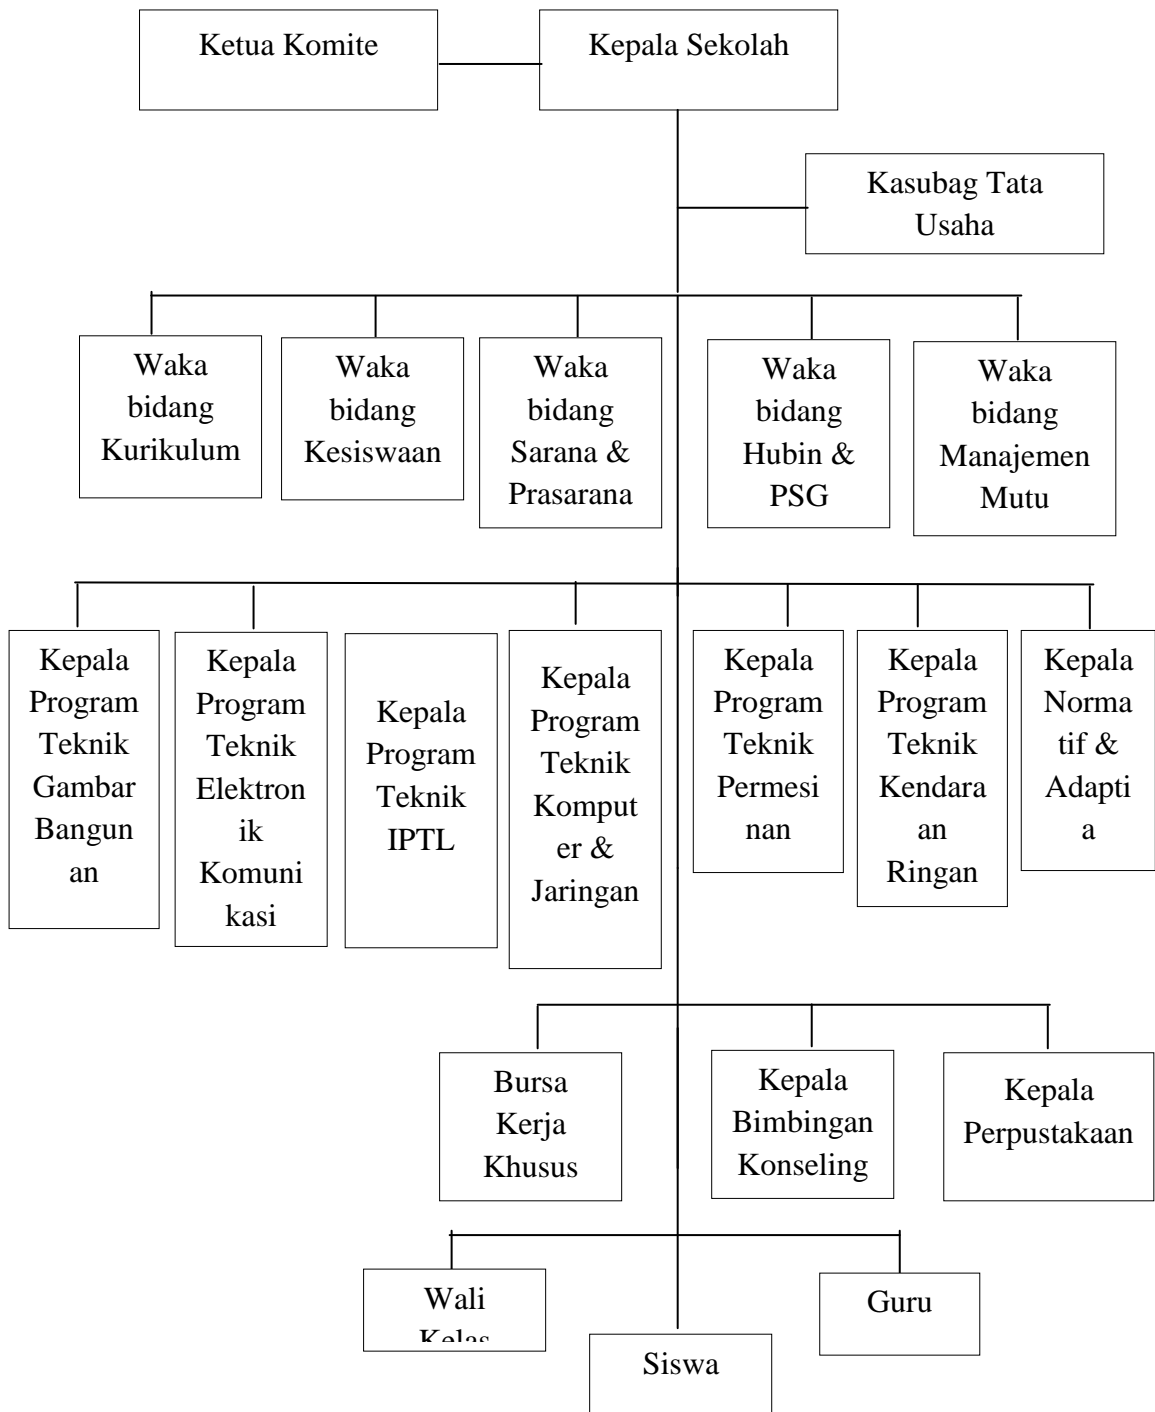 Ketua Komite
Kepala Sekolah
Kasubag Tata
Usaha
Waka
bidang
Kurikulum
Waka
bidang
Kesiswaan
Waka
bidang
Sarana &
Prasarana
Waka
bidang
Hubin &
PSG
Waka
bidang
Manajemen
Mutu
Kepala
Program
Teknik
Gambar
Bangun
an
Kepala
Program
Teknik
Elektron
ik
Komuni
kasi
Kepala
Program
Teknik
IPTL
Kepala
Program
Teknik
Komput
er &
Jaringan
Kepala
Program
Teknik
Permesi
nan
Kepala
Program
Teknik
Kendara
an
Ringan
Kepala
Norma
tif &
Adapti
a
Bursa
Kerja
Khusus
Kepala
Bimbingan
Konseling
Kepala
Perpustakaan
Wali
Kelas
Guru
Siswa